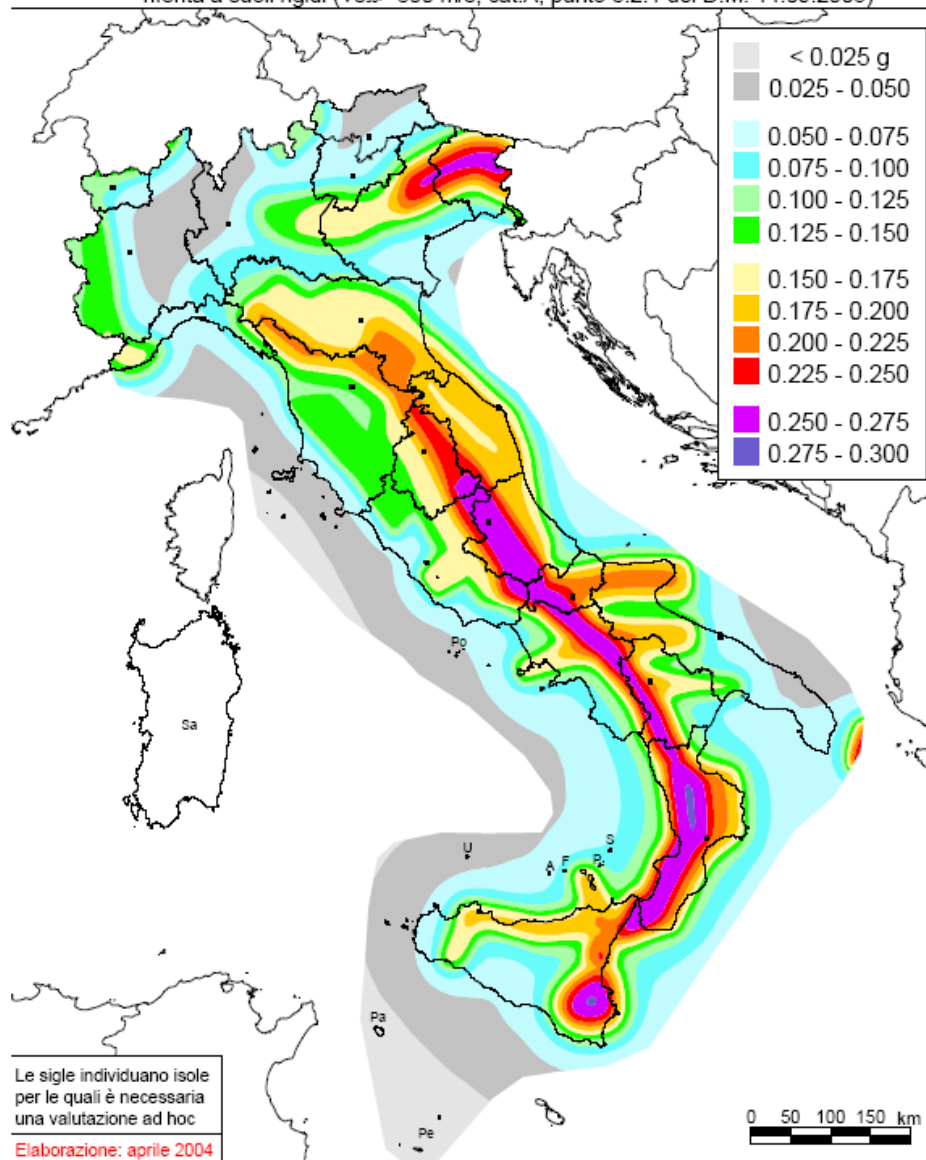 < 0.025 g
0.025 - 0.050
0.050 - 0.075
0.075 - 0.100
0.100 - 0.125
0.125 - 0.150
0.150 - 0.175
0.175 - 0.200
0.200 - 0.225
0.225 - 0.250
0.250 - 0.275
0.275 - 0.300
Po
Sa
S
U
A
F
P
Pa
Pe
Le sigle individuano isole
per le quali è necessaria
una valutazione ad hoc
Elaborazione: aprile 2004
0 50 100 150 km